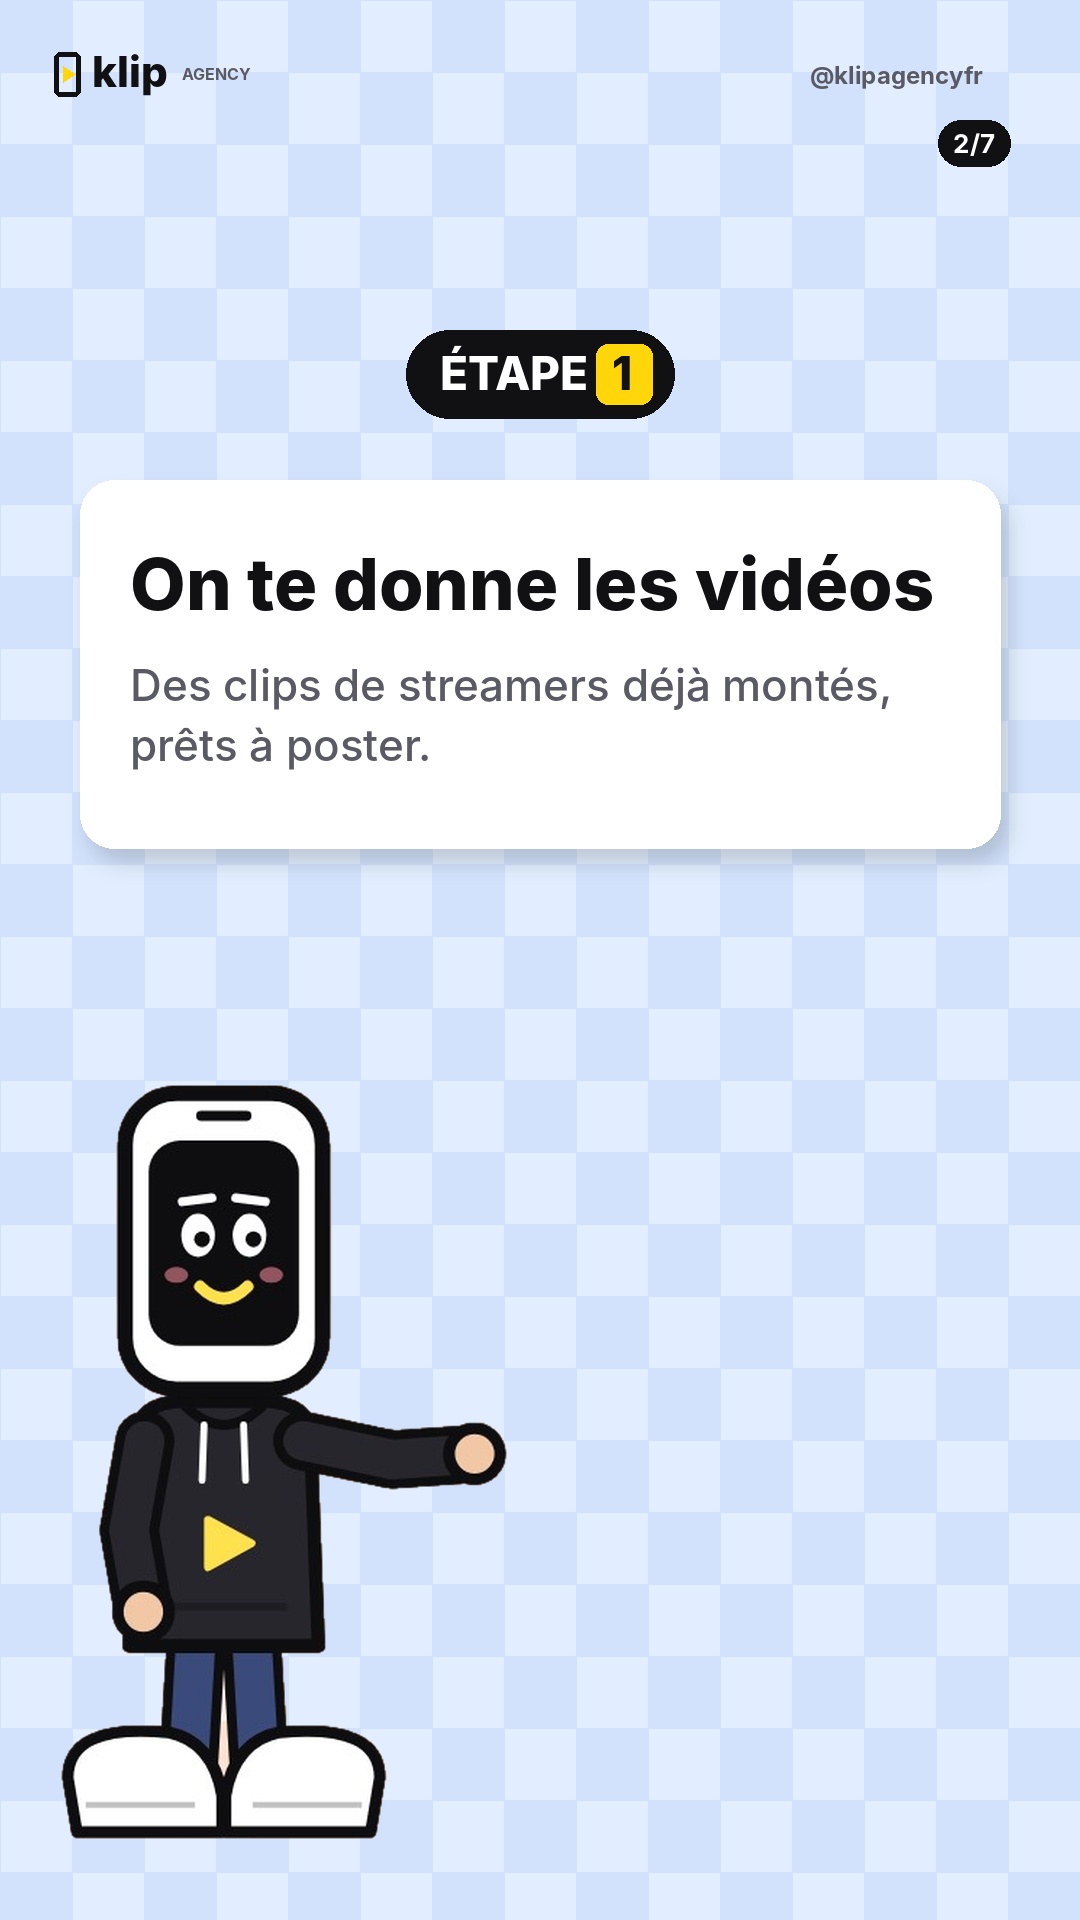 klip AGENCY
@klipagencyfr
2/7
ÉTAPE 1
On te donne les vidéos
Des clips de streamers déjà montés,
prêts à poster.